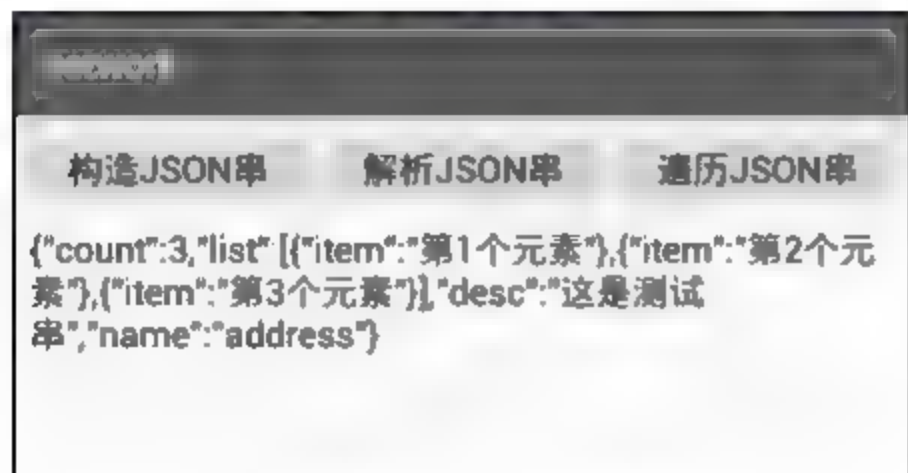 构造JSON串 解析JSON串 遍历JSON串
{"count":3,"list" [{"item":"第1个元素"},{"item":"第2个元
素"},{"item":"第3个元素"}],"desc":"这是测试
串","name":"address"}